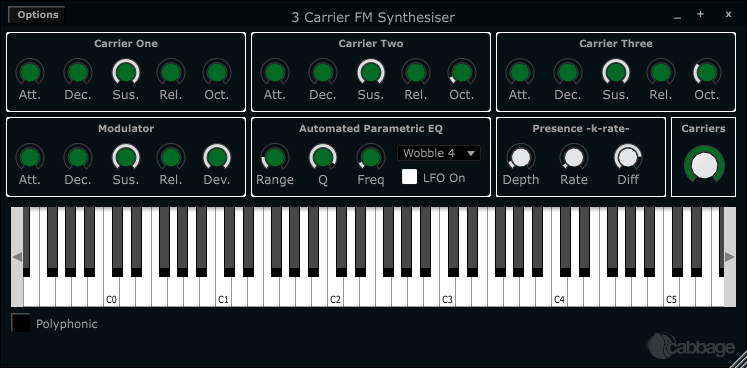 Options
3 Carrier FM Synthesiser
_ + x
Carrier One
Att. Dec. Sus. Rel. Oct.
Carrier Two
Att. Dec. Sus. Rel. Oct.
Carrier Three
Att. Dec. Sus. Rel. Oct.
Modulator
Att. Dec. Sus. Rel. Dev.
Automated Parametric EQ
Wobble 4
LFO On
Range Q Freq
Presence -k-rate-
Depth Rate Diff
Carriers
C0 C1 C2 C3 C4 C5
Polyphonic
cabbage